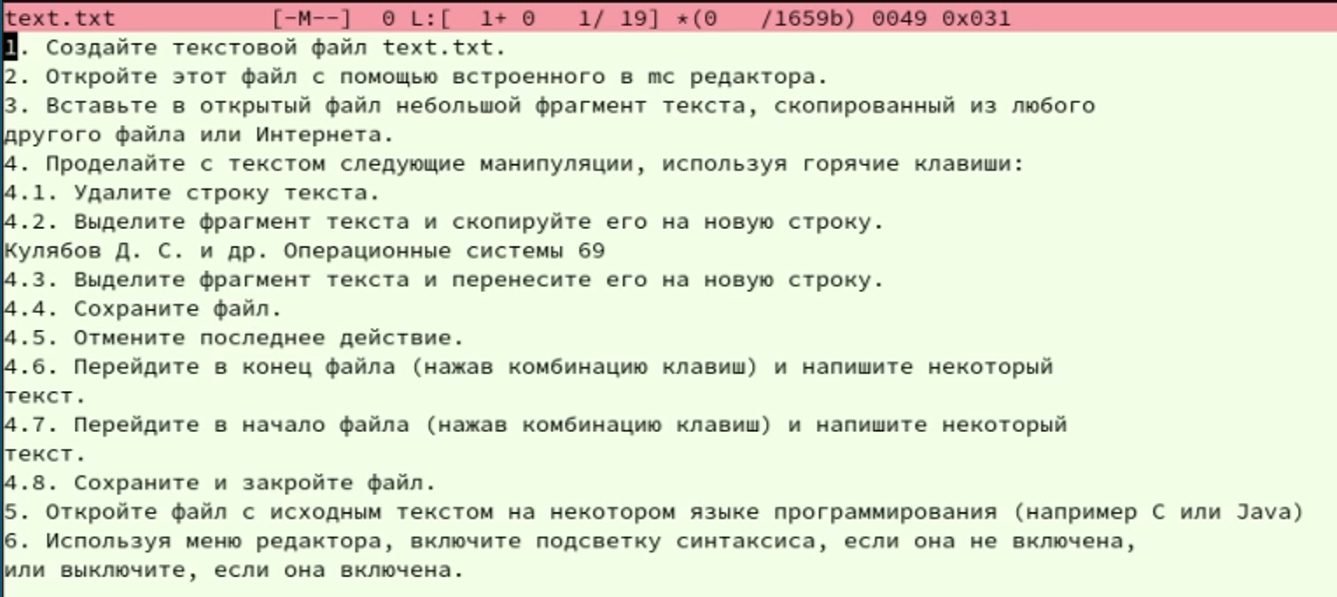 text.txt [-M--] 0 L:[ 1+ 0 1/ 19] *(0 /1659b) 0049 0x031
1. Создайте текстовой файл text.txt.
2. Откройте этот файл с помощью встроенного в mc редактора.
3. Вставьте в открытый файл небольшой фрагмент текста, скопированный из любого
другого файла или Интернета.
4. Проделайте с текстом следующие манипуляции, используя горячие клавиши:
4.1. Удалите строку текста.
4.2. Выделите фрагмент текста и скопируйте его на новую строку.
Кулябов Д. С. и др. Операционные системы 69
4.3. Выделите фрагмент текста и перенесите его на новую строку.
4.4. Сохраните файл.
4.5. Отмените последнее действие.
4.6. Перейдите в конец файла (нажав комбинацию клавиш) и напишите некоторый
текст.
4.7. Перейдите в начало файла (нажав комбинацию клавиш) и напишите некоторый
текст.
4.8. Сохраните и закройте файл.
5. Откройте файл с исходным текстом на некотором языке программирования (например C или Java)
6. Используя меню редактора, включите подсветку синтаксиса, если она не включена,
или выключите, если она включена.